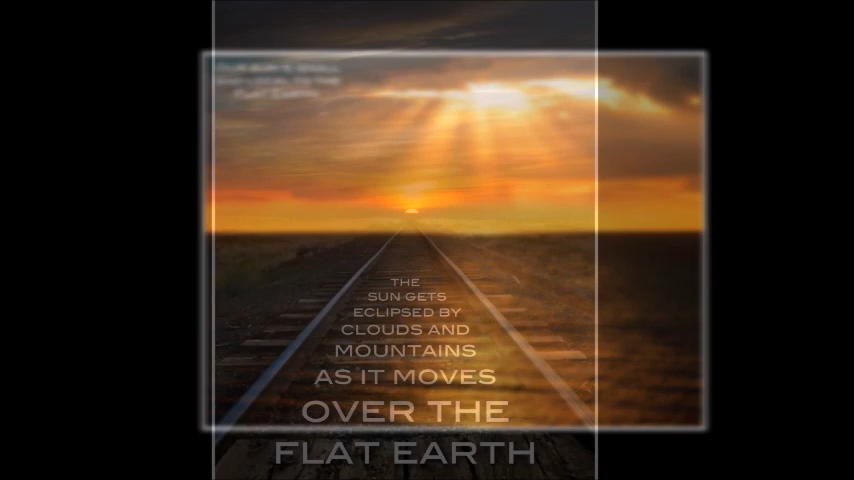 THE
SUN GETS
ECLIPSED BY
CLOUDS AND
MOUNTAINS
AS IT MOVES
OVER THE
FLAT EARTH